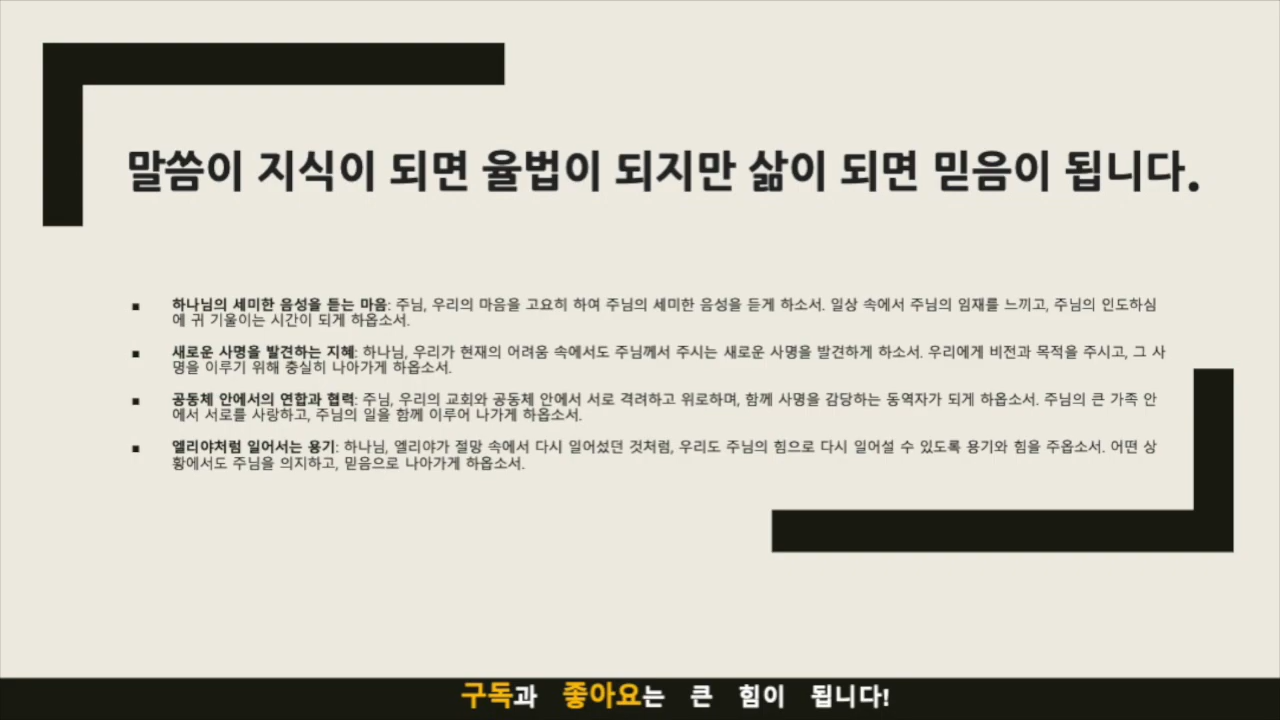 말씀이 지식이 되면 율법이 되지만 삶이 되면 믿음이 됩니다.
▪ 하나님의 세미한 음성을 듣는 마음: 주님, 우리의 마음을 고요히 하여 주님의 세미한 음성을 듣게 하소서. 일상 속에서 주님의 임재를 느끼고, 주님의 인도하심
에 귀 기울이는 시간이 되게 하옵소서.
▪ 새로운 사명을 발견하는 지혜: 하나님, 우리가 현재의 어려움 속에서도 주님께서 주시는 새로운 사명을 발견하게 하소서. 우리에게 비전과 목적을 주시고, 그 사
명을 이루기 위해 충실히 나아가게 하옵소서.
▪ 공동체 안에서의 연합과 협력: 주님, 우리의 교회와 공동체 안에서 서로 격려하고 위로하며, 함께 사명을 감당하는 동역자가 되게 하옵소서. 주님의 큰 가족 안
에서 서로를 사랑하고, 주님의 일을 함께 이루어 나가게 하옵소서.
▪ 엘리야처럼 일어서는 용기: 하나님, 엘리야가 절망 속에서 다시 일어섰던 것처럼, 우리도 주님의 힘으로 다시 일어설 수 있도록 용기와 힘을 주옵소서. 어떤 상
황에서도 주님을 의지하고, 믿음으로 나아가게 하옵소서.
구독과 좋아요는 큰 힘이 됩니다!